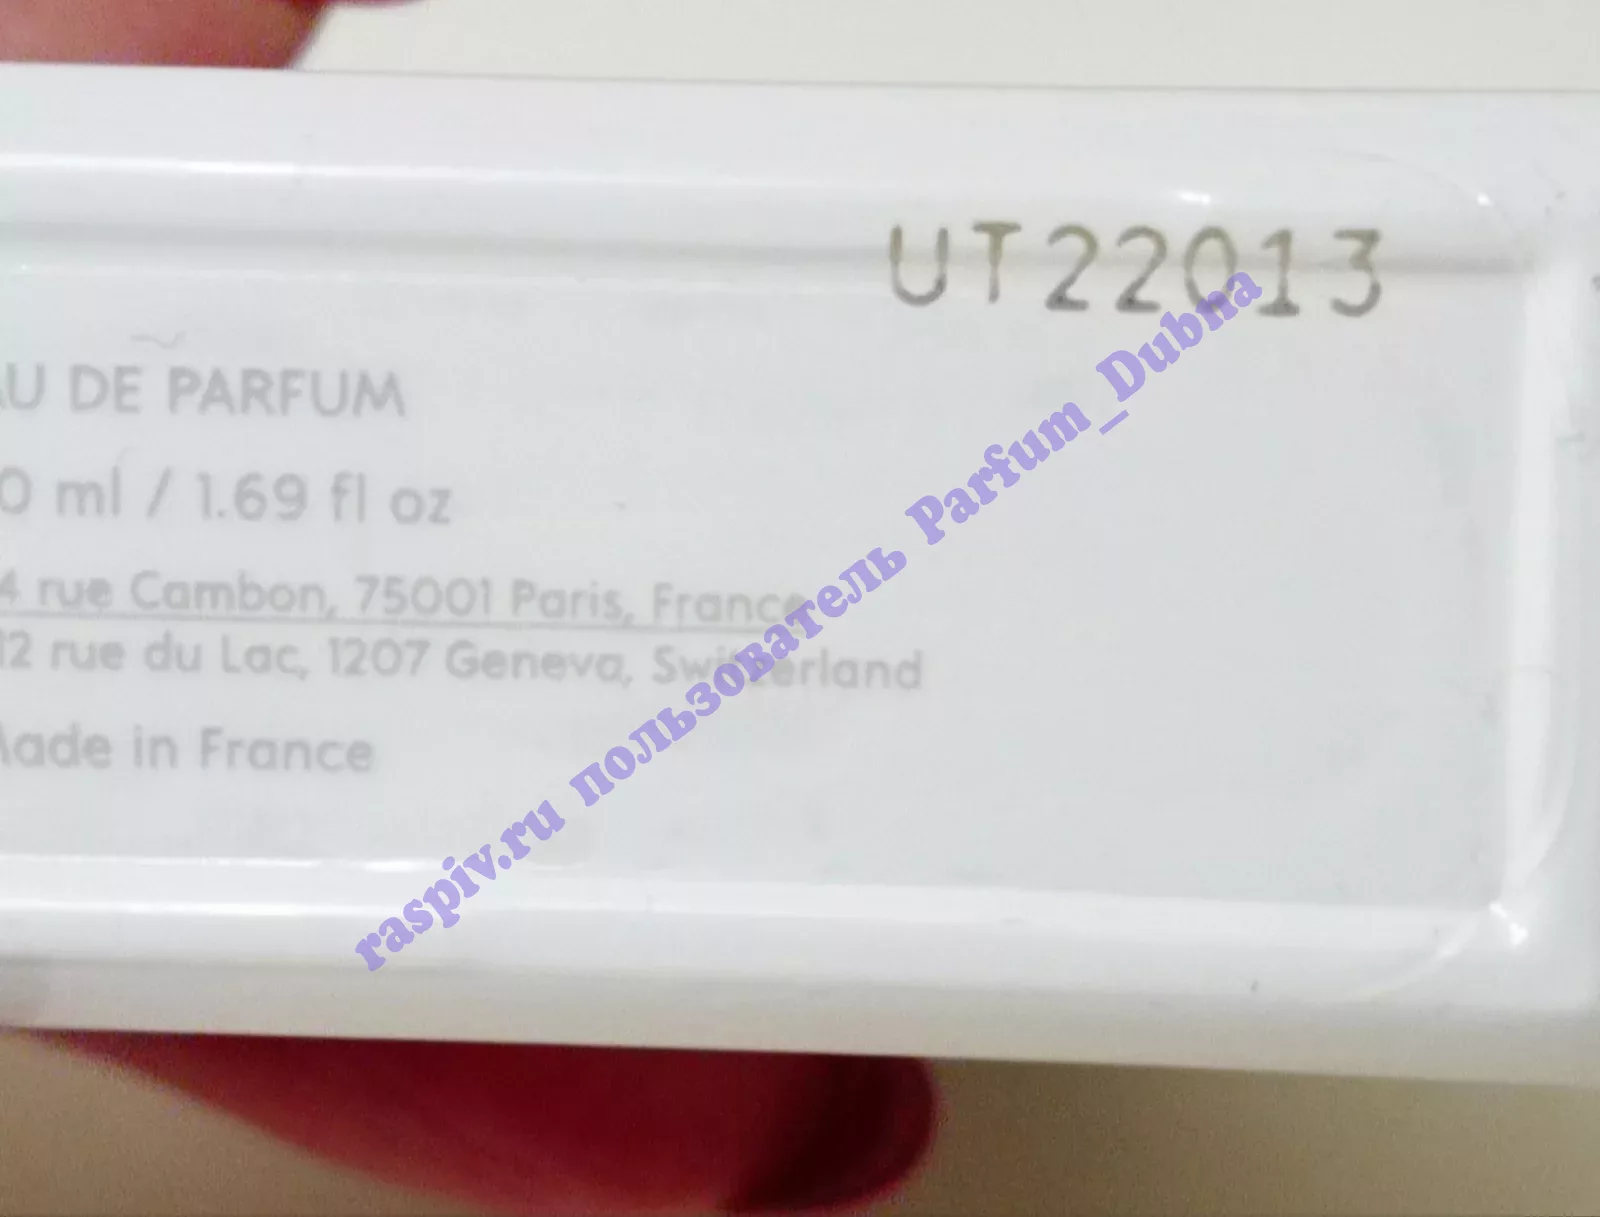 UT22013
AU DE PARFUM
0 ml / 1.69 fl oz
4 rue Cambon, 75001 Paris, France
12 rue du Lac, 1207 Geneva, Switzerland
Made in France
raspiv.ru пользователь Parfum_Dubna